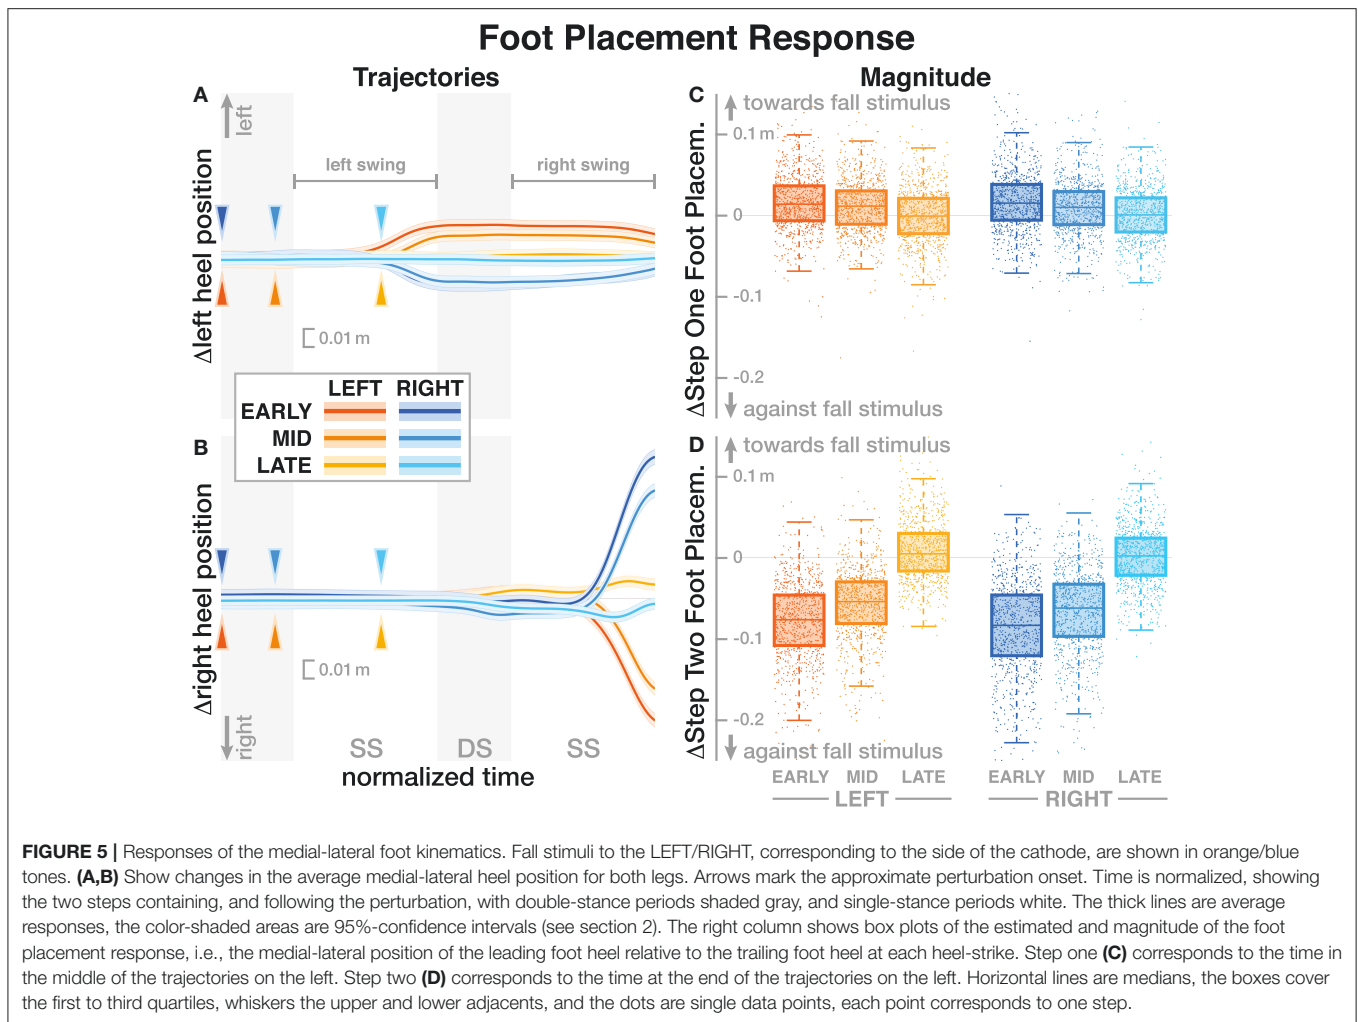 Foot Placement Response
Trajectories
Magnitude
A
left
Δleft heel position
left swing
right swing
0.01 m
LEFT RIGHT
EARLY
MID
LATE
B
Δright heel position
0.01 m
right
SS DS SS
normalized time
C
towards fall stimulus
ΔStep One Foot Placem.
0.1 m
0
-0.1
-0.2
against fall stimulus
D
towards fall stimulus
ΔStep Two Foot Placem.
0.1 m
0
-0.1
-0.2
against fall stimulus
EARLY MID LATE EARLY MID LATE
LEFT RIGHT
FIGURE 5 | Responses of the medial-lateral foot kinematics. Fall stimuli to the LEFT/RIGHT, corresponding to the side of the cathode, are shown in orange/blue
tones. (A,B) Show changes in the average medial-lateral heel position for both legs. Arrows mark the approximate perturbation onset. Time is normalized, showing
the two steps containing, and following the perturbation, with double-stance periods shaded gray, and single-stance periods white. The thick lines are average
responses, the color-shaded areas are 95%-confidence intervals (see section 2). The right column shows box plots of the estimated and magnitude of the foot
placement response, i.e., the medial-lateral position of the leading foot heel relative to the trailing foot heel at each heel-strike. Step one (C) corresponds to the time in
the middle of the trajectories on the left. Step two (D) corresponds to the time at the end of the trajectories on the left. Horizontal lines are medians, the boxes cover
the first to third quartiles, whiskers the upper and lower adjacents, and the dots are single data points, each point corresponds to one step.